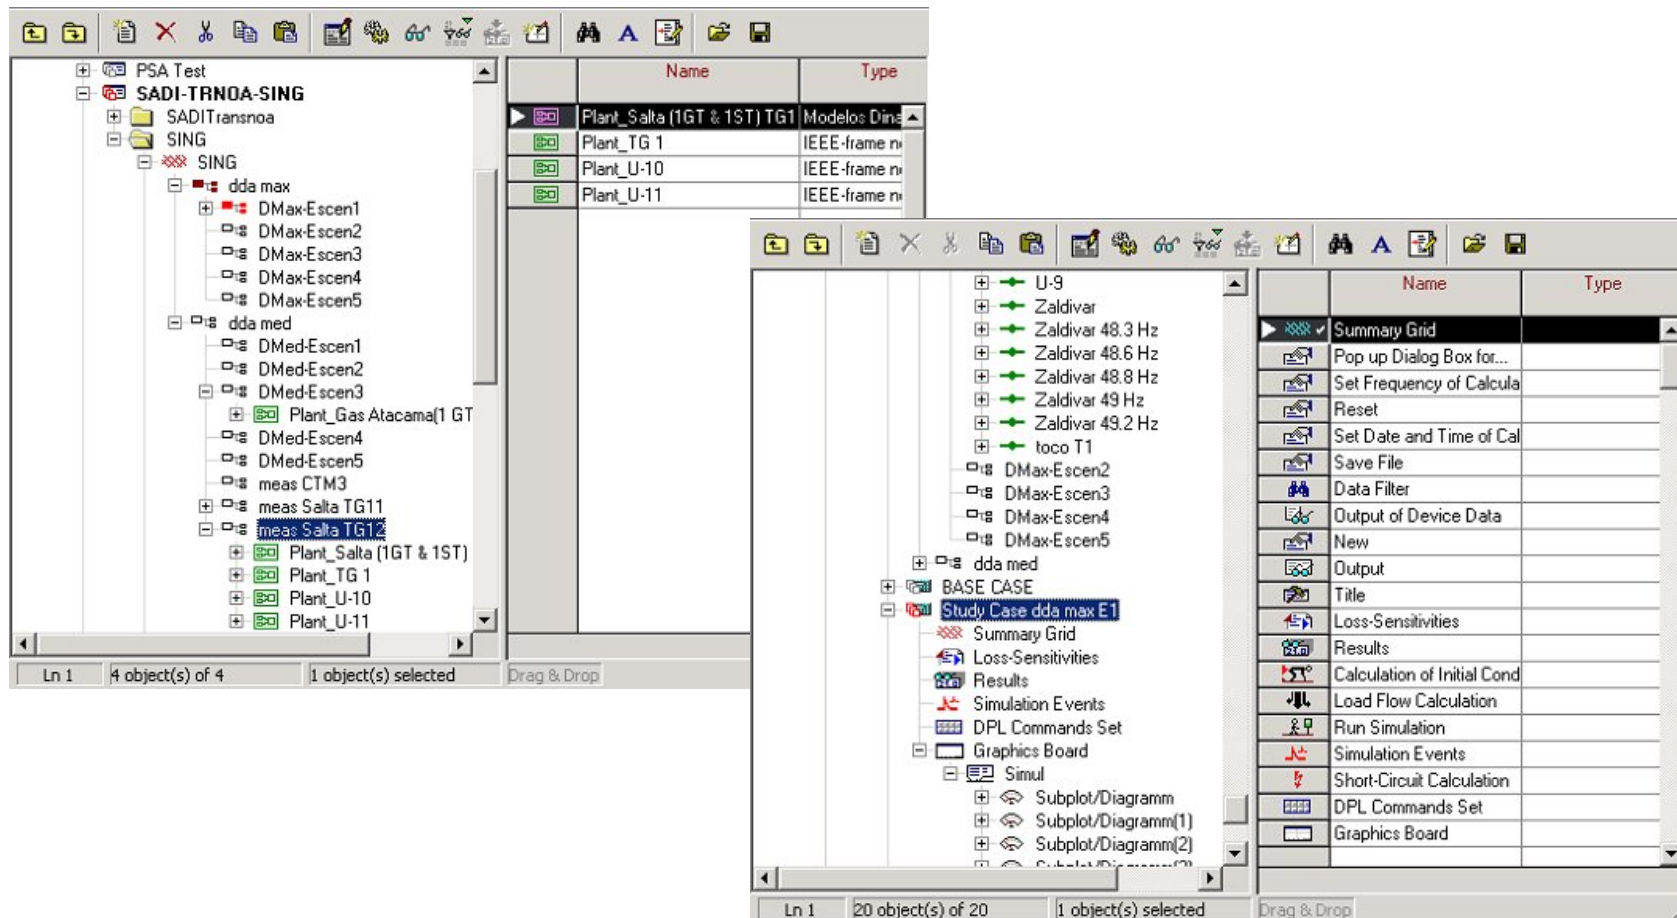 PSA Test
SADI-TRNOA-SING
SADITransnoa
SING
SING
dda max
DMax-Escen1
DMax-Escen2
DMax-Escen3
DMax-Escen4
DMax-Escen5
dda med
DMed-Escen1
DMed-Escen2
DMed-Escen3
Plant_Gas Atacama(1 GT
DMed-Escen4
DMed-Escen5
meas CTM3
meas Salta TG11
meas Salta TG12
Plant_Salta (1GT & 1ST)
Plant_TG 1
Plant_U-10
Plant_U-11
Name Type
Plant_Salta (1GT & 1ST) TG1 Modelos Dina
Plant_TG 1 IEEE-frame n
Plant_U-10 IEEE-frame n
Plant_U-11 IEEE-frame n
Ln 1 4 object(s) of 4 1 object(s) selected Drag & Drop
U-9
Zaldivar
Zaldivar 48.3 Hz
Zaldivar 48.6 Hz
Zaldivar 48.8 Hz
Zaldivar 49 Hz
Zaldivar 49.2 Hz
toco T1
DMax-Escen2
DMax-Escen3
DMax-Escen4
DMax-Escen5
dda med
BASE CASE
Study Case dda max E1
Summary Grid
Loss-Sensitivities
Results
Simulation Events
DPL Commands Set
Graphics Board
Simul
Subplot/Diagramm
Subplot/Diagramm(1)
Subplot/Diagramm(2)
Name Type
Summary Grid
Pop up Dialog Box for...
Set Frequency of Calcula
Reset
Set Date and Time of Cal
Save File
Data Filter
Output of Device Data
New
Output
Title
Loss-Sensitivities
Results
Calculation of Initial Cond
Load Flow Calculation
Run Simulation
Simulation Events
Short-Circuit Calculation
DPL Commands Set
Graphics Board
Ln 1 20 object(s) of 20 1 object(s) selected Drag & Drop